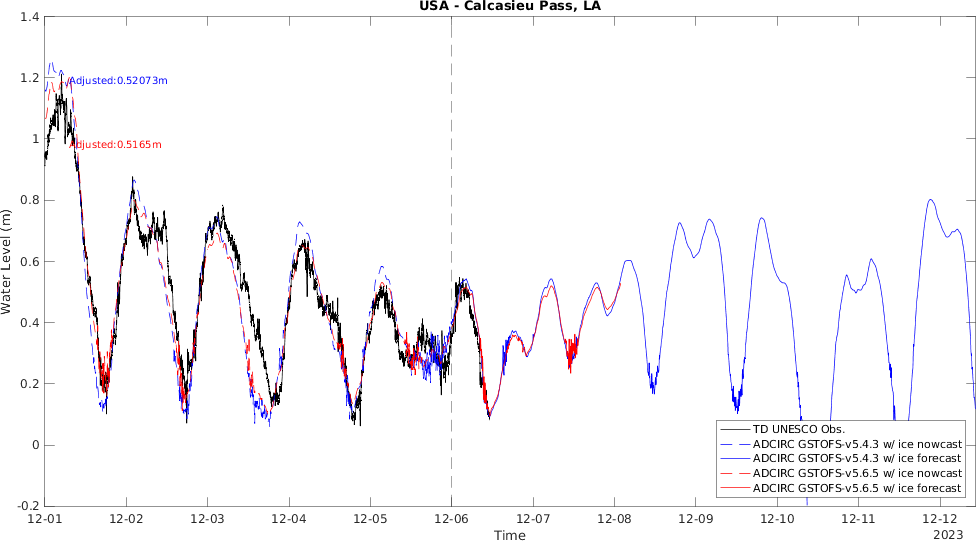 USA - Calcasieu Pass, LA
1.4
1.2
1
0.8
0.6
0.4
0.2
0
-0.2
Water Level (m)
Adjusted:0.52073m
Adjusted:0.5165m
TD UNESCO Obs.
ADCIRC GSTOFS-v5.4.3 w/ ice nowcast
ADCIRC GSTOFS-v5.4.3 w/ ice forecast
ADCIRC GSTOFS-v5.6.5 w/ ice nowcast
ADCIRC GSTOFS-v5.6.5 w/ ice forecast
12-01 12-02 12-03 12-04 12-05 12-06 12-07 12-08 12-09 12-10 12-11 12-12
2023
Time